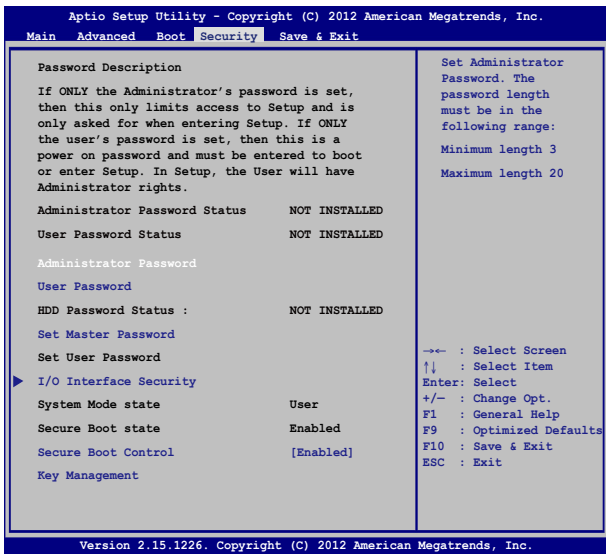 Aptio Setup Utility - Copyright (C) 2012 American Megatrends, Inc.
Main Advanced Boot Security Save & Exit
Password Description
If ONLY the Administrator's password is set,
then this only limits access to Setup and is
only asked for when entering Setup. If ONLY
the user's password is set, then this is a
power on password and must be entered to boot
or enter Setup. In Setup, the User will have
Administrator rights.
Administrator Password Status NOT INSTALLED
User Password Status NOT INSTALLED
Administrator Password
User Password
HDD Password Status : NOT INSTALLED
Set Master Password
Set User Password
I/O Interface Security
System Mode state User
Secure Boot state Enabled
Secure Boot Control [Enabled]
Key Management
Set Administrator
Password. The
password length
must be in the
following range:
Minimum length 3
Maximum length 20
→← : Select Screen
↑↓ : Select Item
Enter: Select
+/— : Change Opt.
F1 : General Help
F9 : Optimized Defaults
F10 : Save & Exit
ESC : Exit
Version 2.15.1226. Copyright (C) 2012 American Megatrends, Inc.